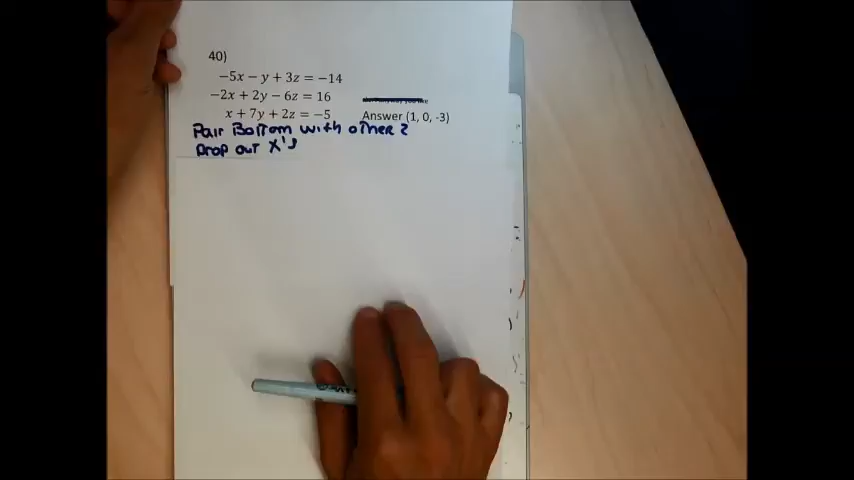 40)
−5x − y + 3z = −14
−2x + 2y − 6z = 16
x + 7y + 2z = −5
Answer (1, 0, -3)
Pair Bottom with other 2
Drop out X's